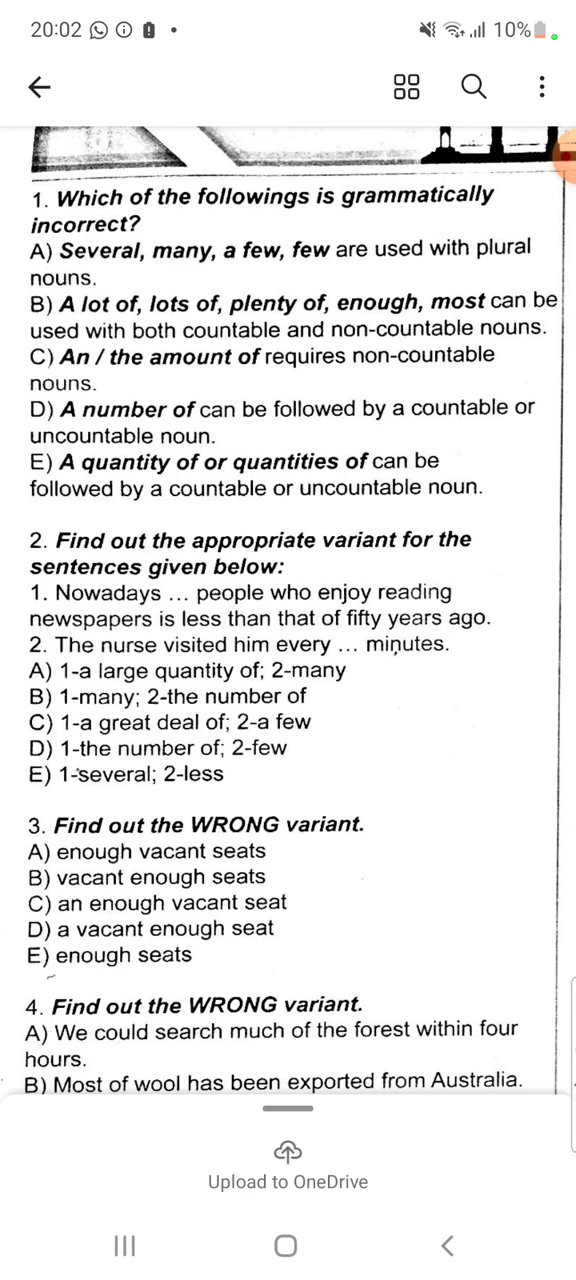 20:02
10%
1. Which of the followings is grammatically
incorrect?
A) Several, many, a few, few are used with plural
nouns.
B) A lot of, lots of, plenty of, enough, most can be
used with both countable and non-countable nouns.
C) An / the amount of requires non-countable
nouns.
D) A number of can be followed by a countable or
uncountable noun.
E) A quantity of or quantities of can be
followed by a countable or uncountable noun.
2. Find out the appropriate variant for the
sentences given below:
1. Nowadays ... people who enjoy reading
newspapers is less than that of fifty years ago.
2. The nurse visited him every ... minutes.
A) 1-a large quantity of; 2-many
B) 1-many; 2-the number of
C) 1-a great deal of; 2-a few
D) 1-the number of; 2-few
E) 1-several; 2-less
3. Find out the WRONG variant.
A) enough vacant seats
B) vacant enough seats
C) an enough vacant seat
D) a vacant enough seat
E) enough seats
4. Find out the WRONG variant.
A) We could search much of the forest within four
hours.
B) Most of wool has been exported from Australia.
Upload to OneDrive